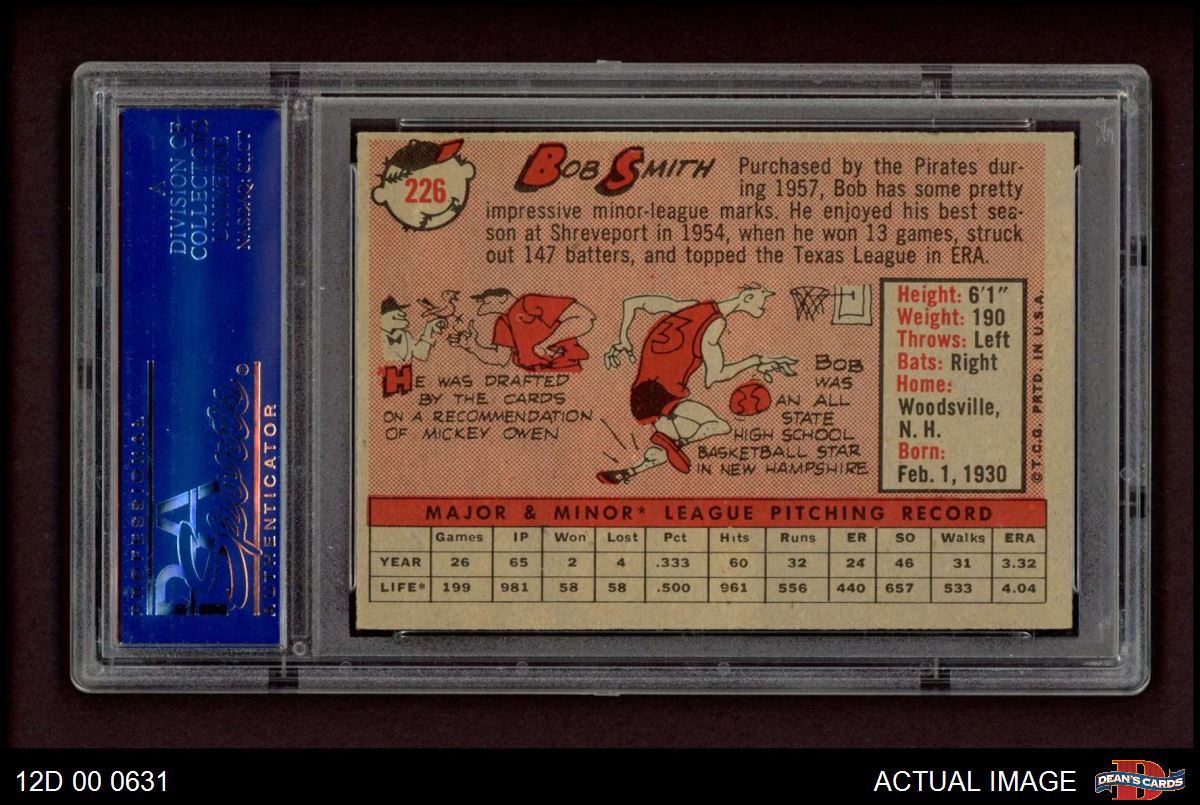 A
DIVISION OF
COLLECTORS
UNIVERSE
NASDAQ: CLCT
PROFESSIONAL
PSA
Sports
AUTHENTICATOR
226
BOB SMITH
Purchased by the Pirates dur-
ing 1957, Bob has some pretty
impressive minor-league marks. He enjoyed his best sea-
son at Shreveport in 1954, when he won 13 games, struck
out 147 batters, and topped the Texas League in ERA.
HE WAS DRAFTED
BY THE CARDS
ON A RECOMMENDATION
OF MICKEY OWEN
3
BOB
WAS
AN ALL
STATE
HIGH SCHOOL
BASKETBALL STAR
IN NEW HAMPSHIRE
Height: 6'1"
Weight: 190
Throws: Left
Bats: Right
Home:
Woodsville,
N. H.
Born:
Feb. 1, 1930
© T.C.G. PRTD. IN U.S.A.
MAJOR & MINOR* LEAGUE PITCHING RECORD
Games IP Won Lost Pct Hits Runs ER SO Walks ERA
YEAR 26 65 2 4 .333 60 32 24 46 31 3.32
LIFE* 199 981 58 58 .500 961 556 440 657 533 4.04
12D 00 0631
ACTUAL IMAGE
D
DEAN'S CARDS